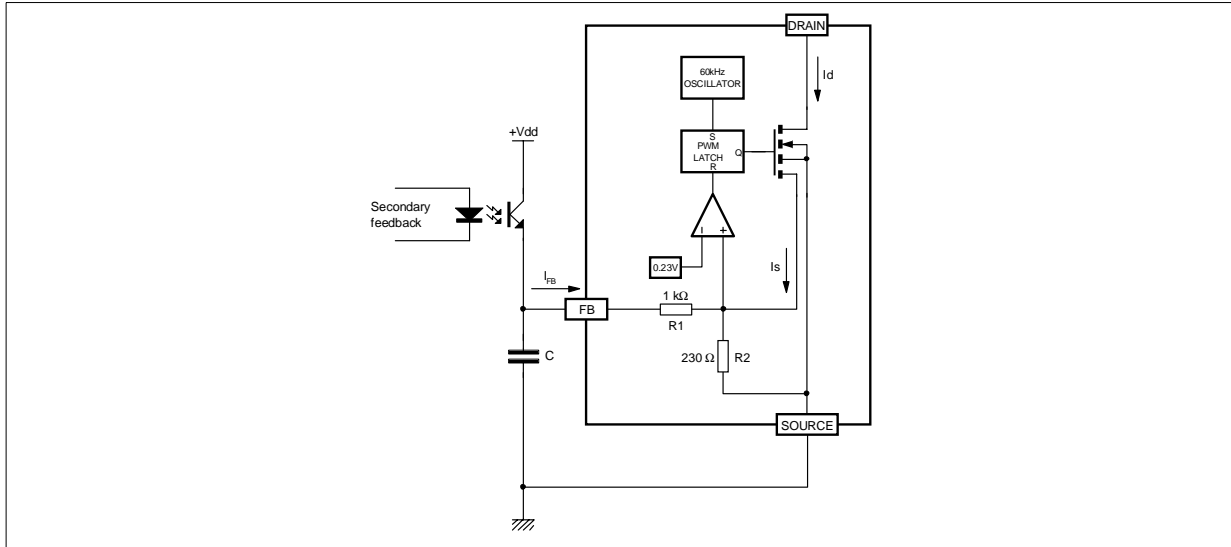 DRAIN
60kHz
OSCILLATOR
Id
+Vdd
S
PWM
LATCH
Q
R
Secondary
feedback
- +
0.23V
Is
I_FB
FB
1 kΩ
R1
C
230 Ω R2
SOURCE